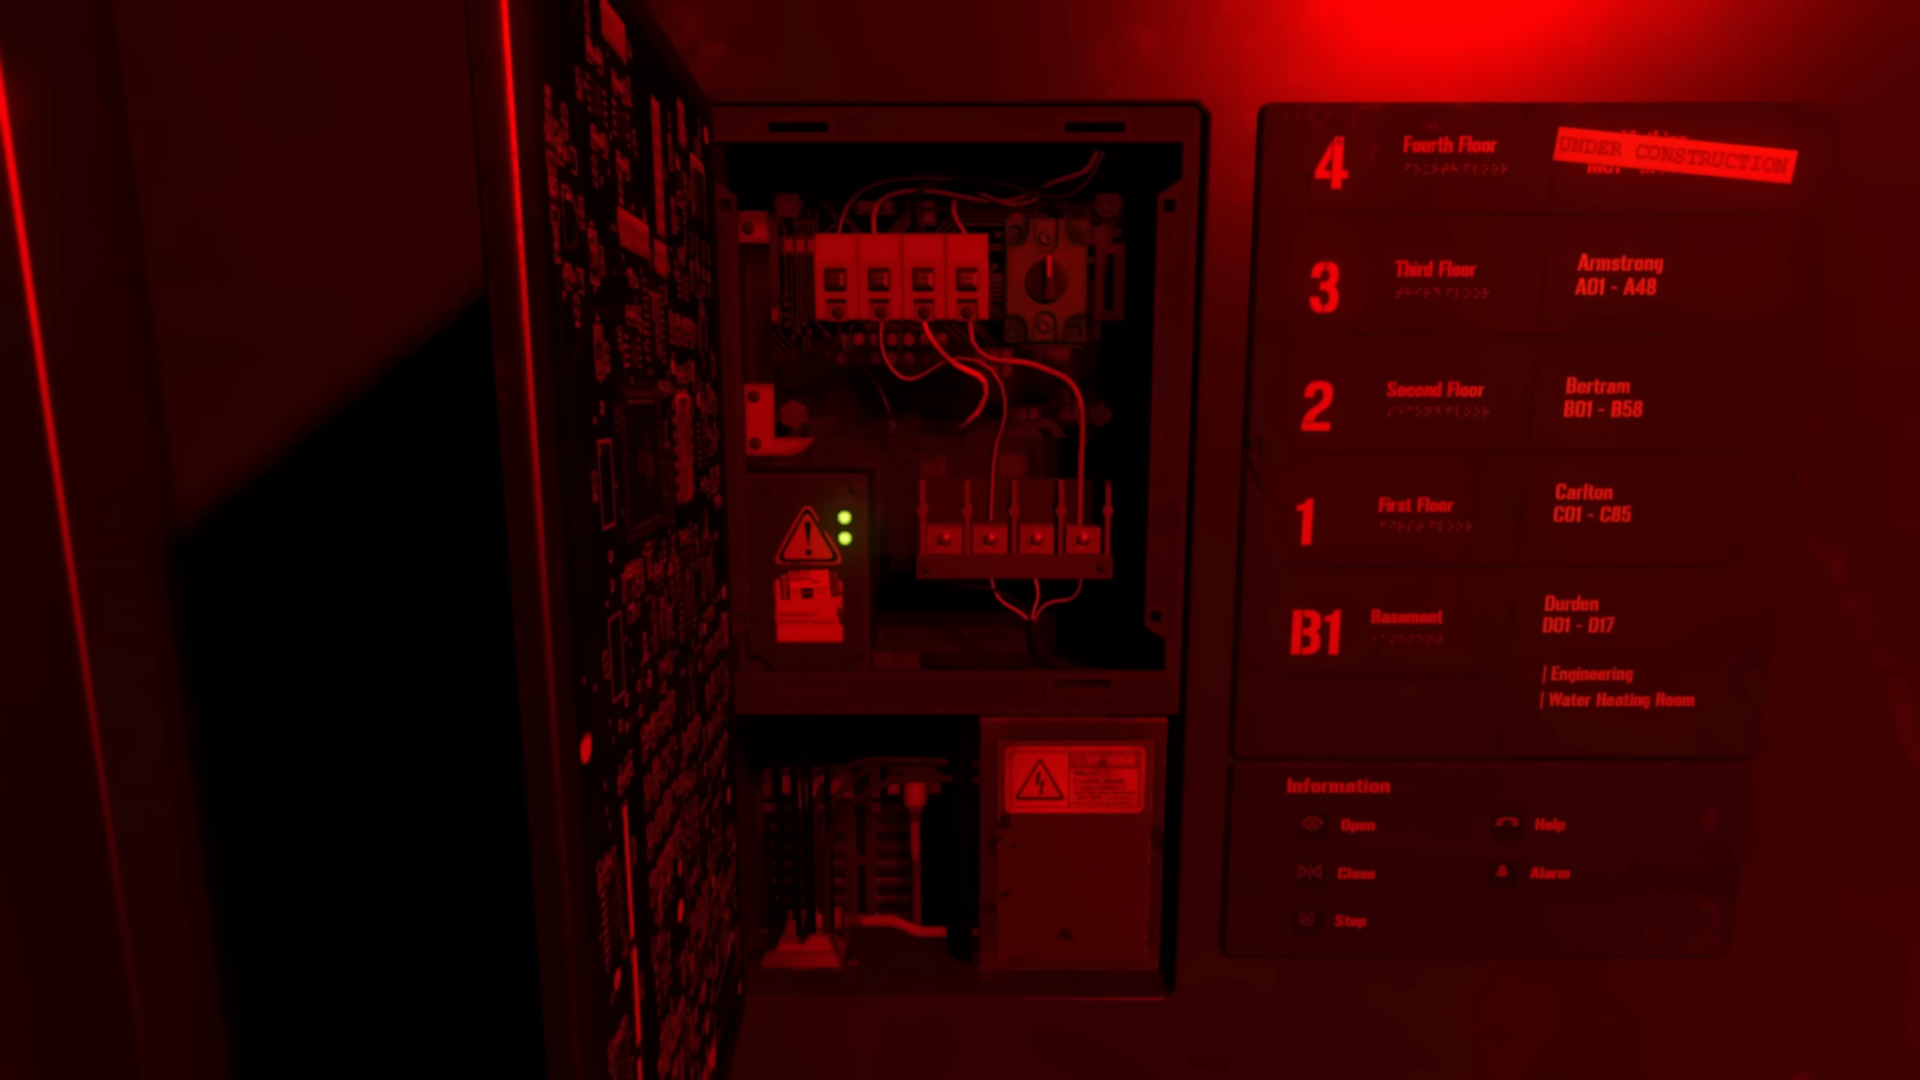 4
Fourth Floor
UNDER CONSTRUCTION
3
Third Floor
Armstrong
A01 - A48
2
Second Floor
Bertram
B01 - B58
1
First Floor
Carlton
C01 - C85
B1
Basement
Durden
D01 - D17
| Engineering
| Water Heating Room
Information
Open
Help
Close
Alarm
Stop